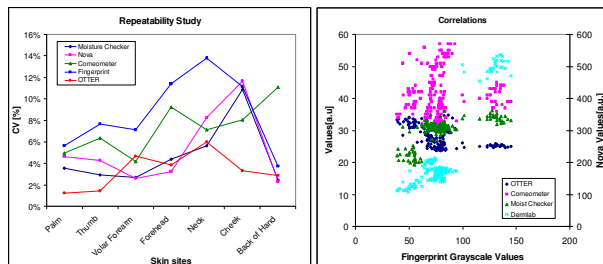 Repeatability Study
16%
14%
12%
10%
8%
6%
4%
2%
0%
CV [%]
Moisture Checker
Nova
Corneometer
Fingerprint
OTTER
Palm
Thumb
Volar Forearm
Forehead
Neck
Cheek
Back of Hand
Skin sites
Correlations
60
50
40
30
20
10
0
Values[a.u]
600
500
400
300
200
100
0
Nova Values[a.u.]
OTTER
Corneometer
Moist Checker
Dermlab
0
50
100
150
200
Fingerprint Grayscale Values